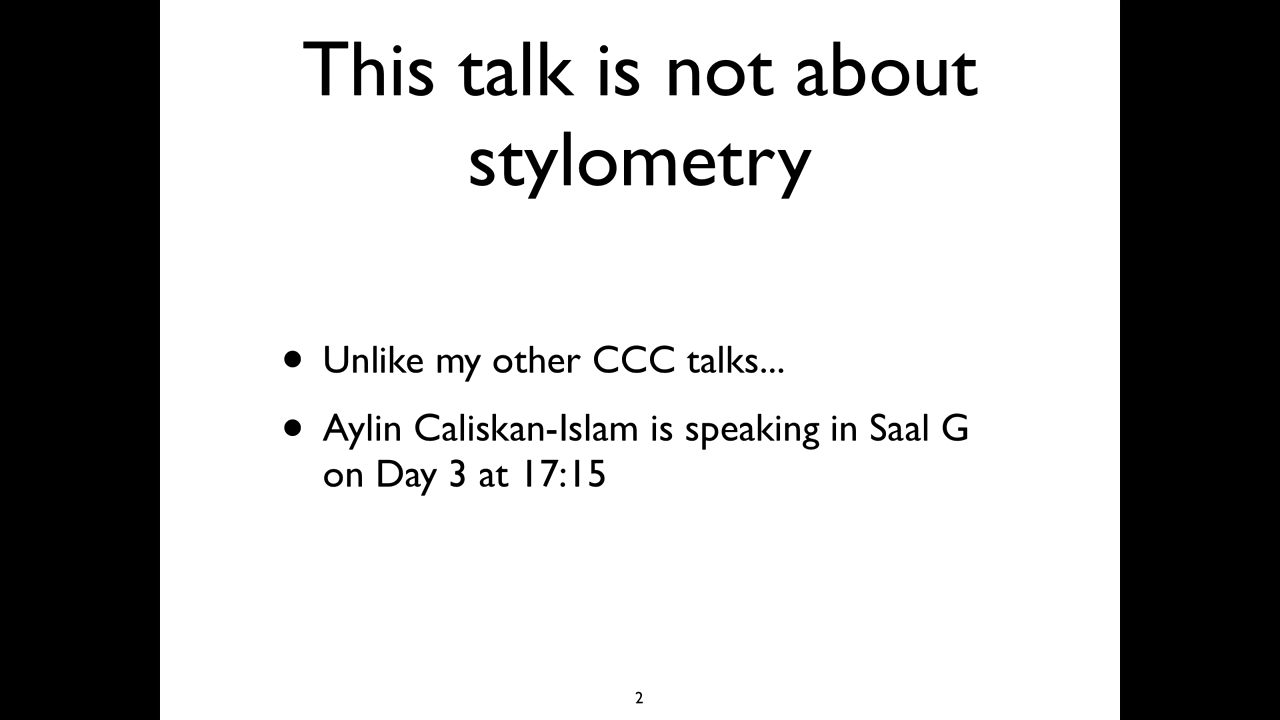 This talk is not about
stylometry
• Unlike my other CCC talks...
• Aylin Caliskan-Islam is speaking in Saal G
on Day 3 at 17:15
2